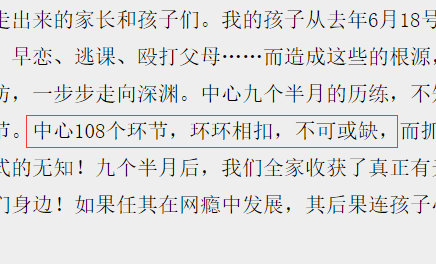 走出来的家长和孩子们。我的孩子从去年6月18号
早恋、逃课、殴打父母……而造成这些的根源，
，一步步走向深渊。中心九个半月的历练，不
节。中心108个环节，环环相扣，不可或缺，而抓
式的无知！九个半月后，我们全家收获了真正有
们身边！如果任其在网瘾中发展，其后果连孩子